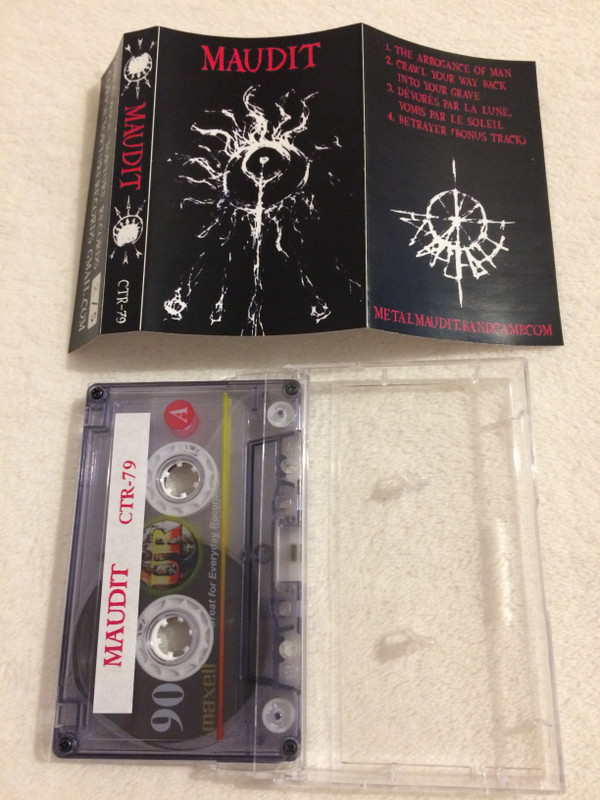 MAUDIT
1. THE ARROGANCE OF MAN
2. CRAWL YOUR WAY BACK
INTO YOUR GRAVE
3. DÉVORÉS PAR LA LUNE,
VOMIS PAR LE SOLEIL
4. BETRAYER (BONUS TRACK)
METALMAUDIT.BANDCAMP.COM
MAUDIT
CTR-79
MAUDIT CTR-79
A
UR
Great for Everyday Recording
90
maxell